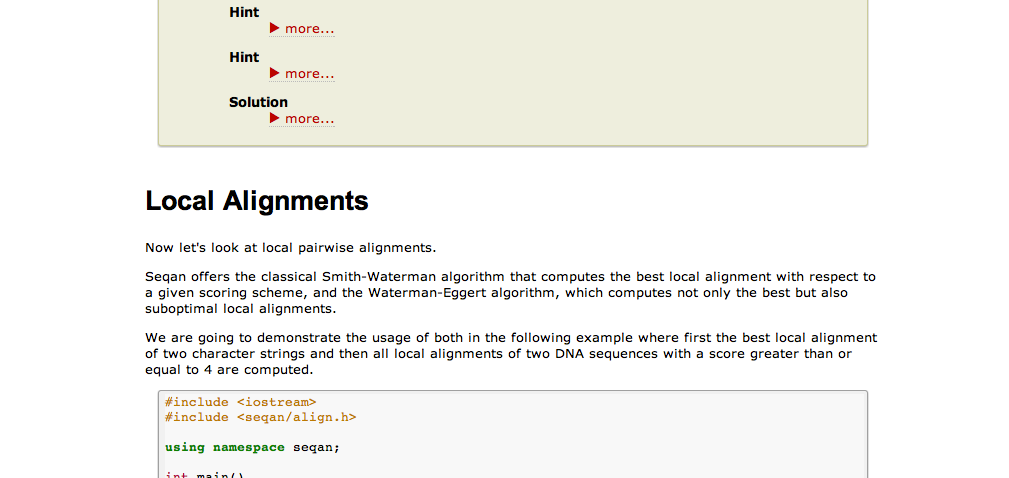 Hint
▶ more...
Hint
▶ more...
Solution
▶ more...
Local Alignments
Now let's look at local pairwise alignments.
Seqan offers the classical Smith-Waterman algorithm that computes the best local alignment with respect to
a given scoring scheme, and the Waterman-Eggert algorithm, which computes not only the best but also
suboptimal local alignments.
We are going to demonstrate the usage of both in the following example where first the best local alignment
of two character strings and then all local alignments of two DNA sequences with a score greater than or
equal to 4 are computed.
#include <iostream>
#include <seqan/align.h>
using namespace seqan;
int main()